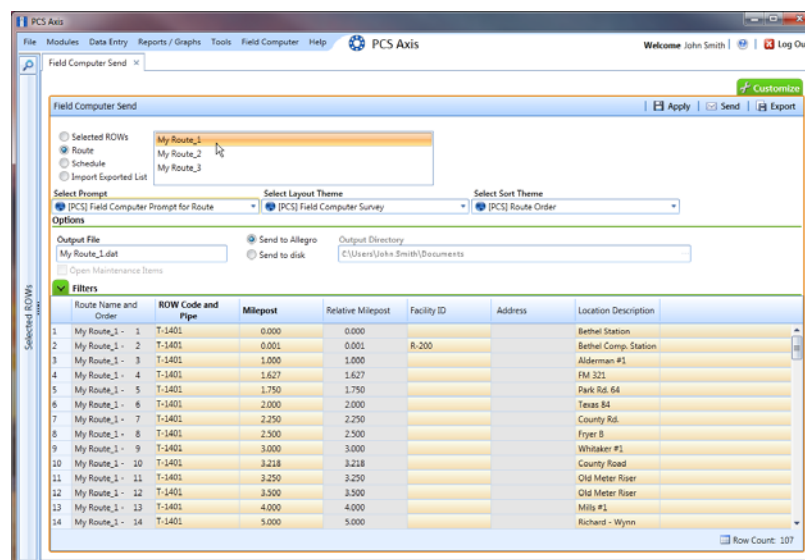 PCS Axis
File Modules Data Entry Reports / Graphs Tools Field Computer Help PCS Axis Welcome John Smith Log Ou
Field Computer Send ×
Customize
Field Computer Send Apply Send Export
Selected ROWs
Route
Schedule
Import Exported List
My Route_1
My Route_2
My Route_3
Select Prompt Select Layout Theme Select Sort Theme
[PCS] Field Computer Prompt for Route [PCS] Field Computer Survey [PCS] Route Order
Options
Output File Send to Allegro Output Directory
My Route_1.dat Send to disk C:\Users\John.Smith\Documents
Open Maintenance Items
Filters
Selected ROWs
Route Name and Order ROW Code and Pipe Milepost Relative Milepost Facility ID Address Location Description
1 My Route_1 - 1 T-1401 0.000 0.000 Bethel Station
2 My Route_1 - 2 T-1401 0.001 0.001 R-200 Bethel Comp. Station
3 My Route_1 - 3 T-1401 1.000 1.000 Alderman #1
4 My Route_1 - 4 T-1401 1.627 1.627 FM 321
5 My Route_1 - 5 T-1401 1.750 1.750 Park Rd. 64
6 My Route_1 - 6 T-1401 2.000 2.000 Texas 84
7 My Route_1 - 7 T-1401 2.250 2.250 County Rd.
8 My Route_1 - 8 T-1401 2.500 2.500 Fryer B
9 My Route_1 - 9 T-1401 3.000 3.000 Whitaker #1
10 My Route_1 - 10 T-1401 3.218 3.218 County Road
11 My Route_1 - 11 T-1401 3.250 3.250 Old Meter Riser
12 My Route_1 - 12 T-1401 3.500 3.500 Old Meter Riser
13 My Route_1 - 13 T-1401 4.000 4.000 Mills #1
14 My Route_1 - 14 T-1401 5.000 5.000 Richard - Wynn
Row Count: 107